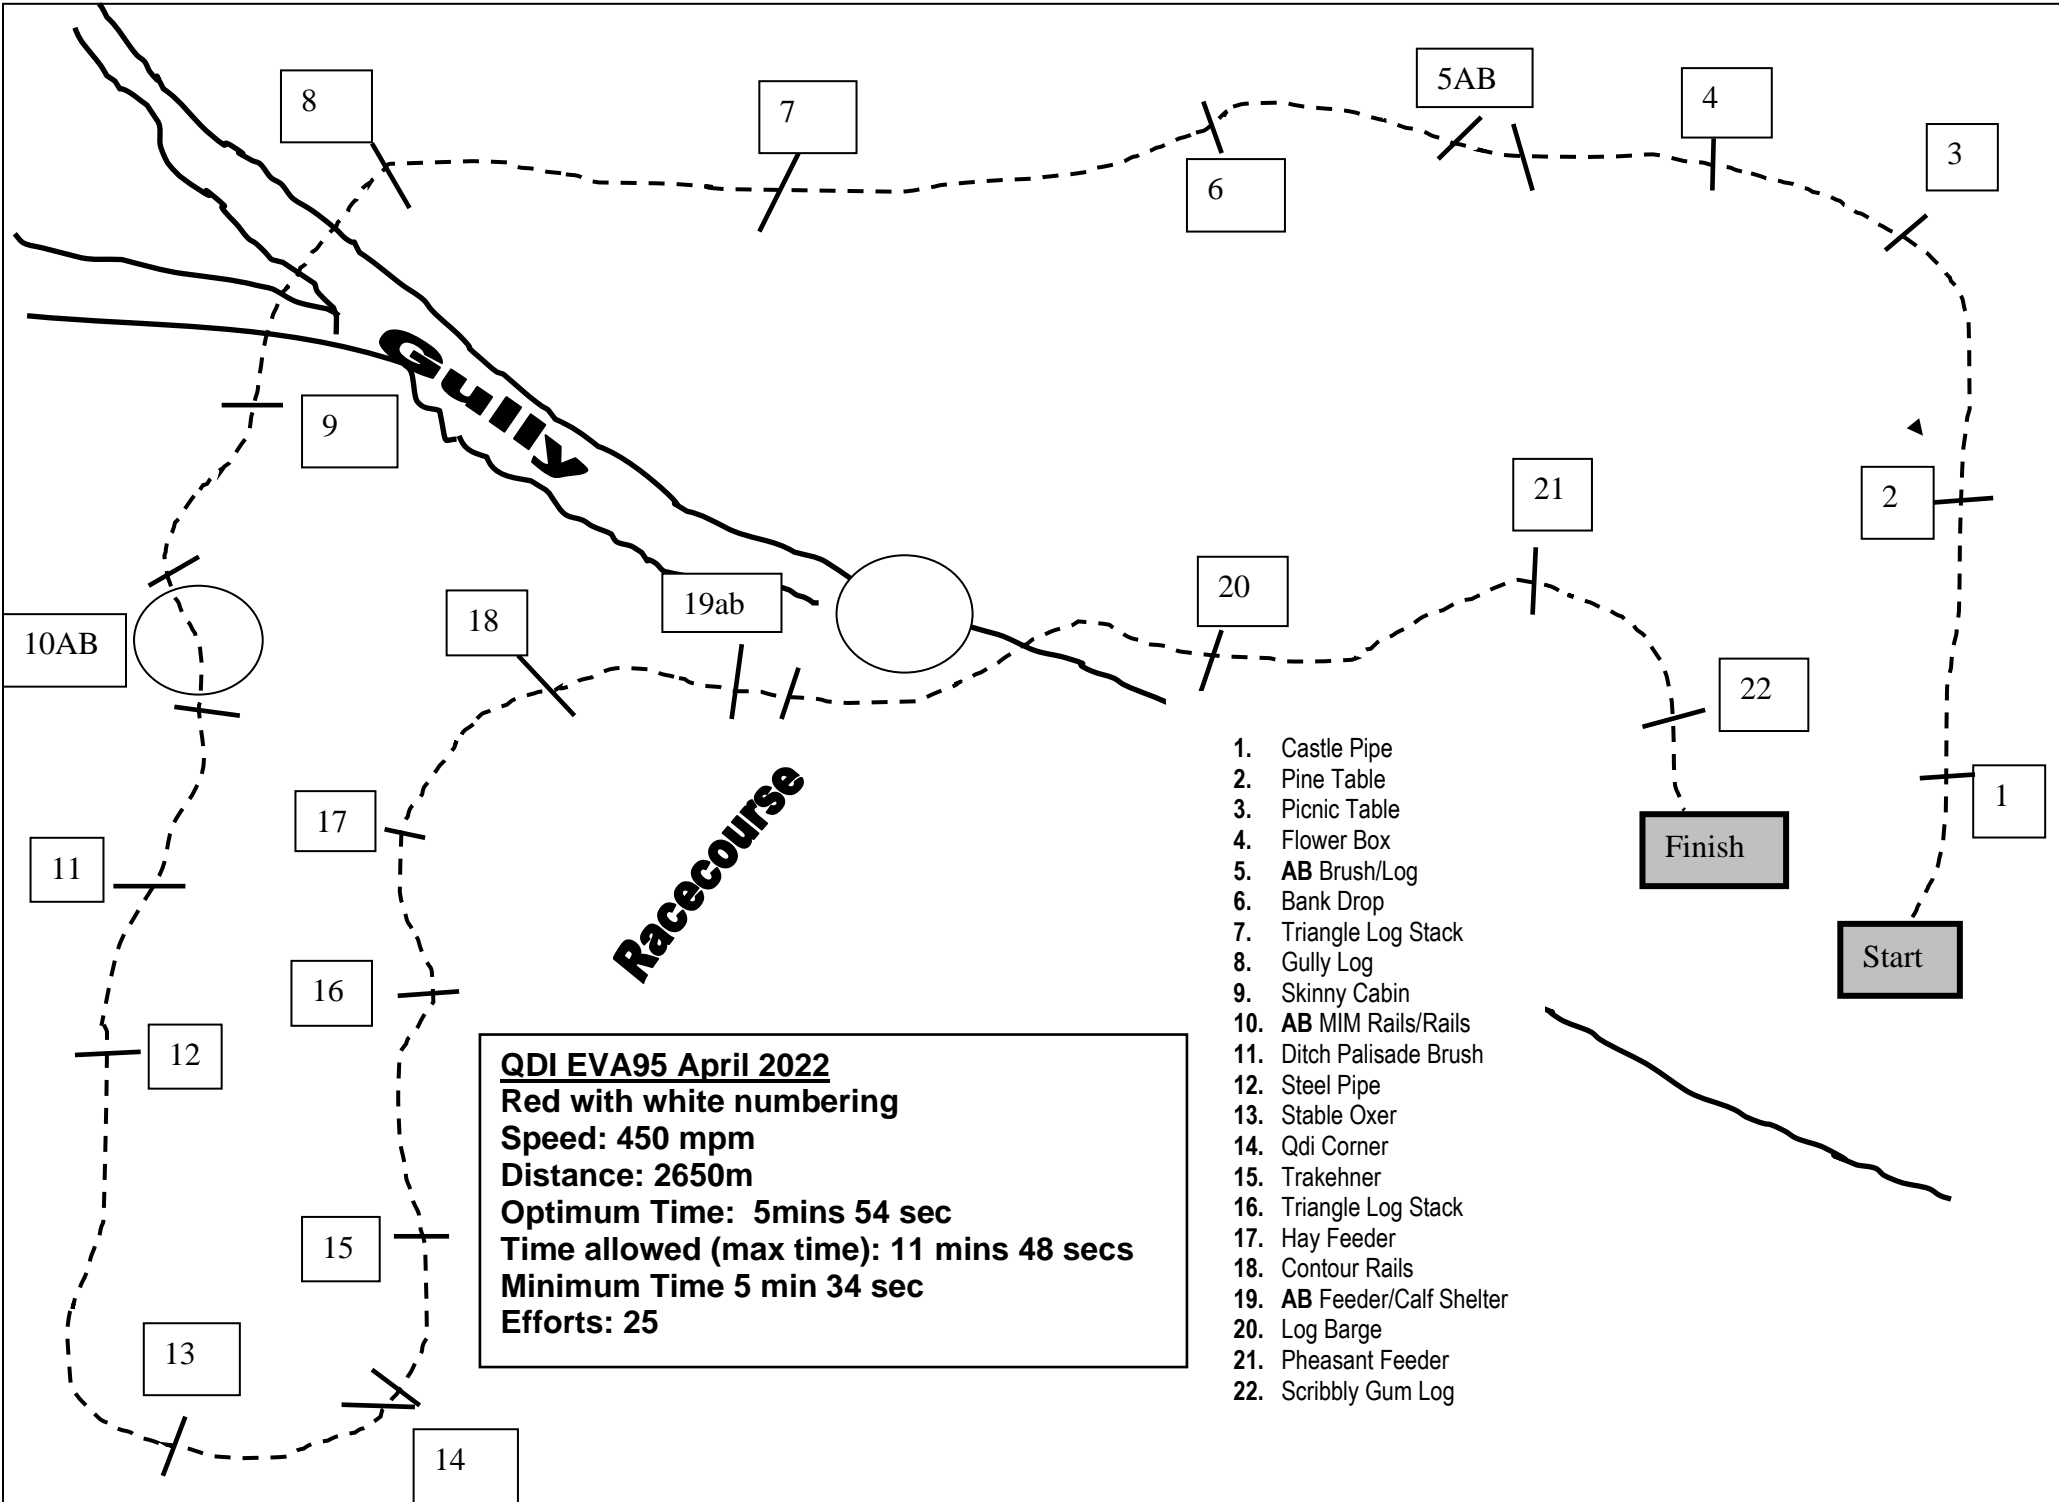 5AB
8
7
4
3
6
Gully
9
21
2
20
18
19ab
10AB
22
1
17
Racecourse
Finish
11
Start
16
12
15
13
14
1. Castle Pipe
2. Pine Table
3. Picnic Table
4. Flower Box
5. AB Brush/Log
6. Bank Drop
7. Triangle Log Stack
8. Gully Log
9. Skinny Cabin
10. AB MIM Rails/Rails
11. Ditch Palisade Brush
12. Steel Pipe
13. Stable Oxer
14. Qdi Corner
15. Trakehner
16. Triangle Log Stack
17. Hay Feeder
18. Contour Rails
19. AB Feeder/Calf Shelter
20. Log Barge
21. Pheasant Feeder
22. Scribbly Gum Log
QDI EVA95 April 2022
Red with white numbering
Speed: 450 mpm
Distance: 2650m
Optimum Time: 5mins 54 sec
Time allowed (max time): 11 mins 48 secs
Minimum Time 5 min 34 sec
Efforts: 25